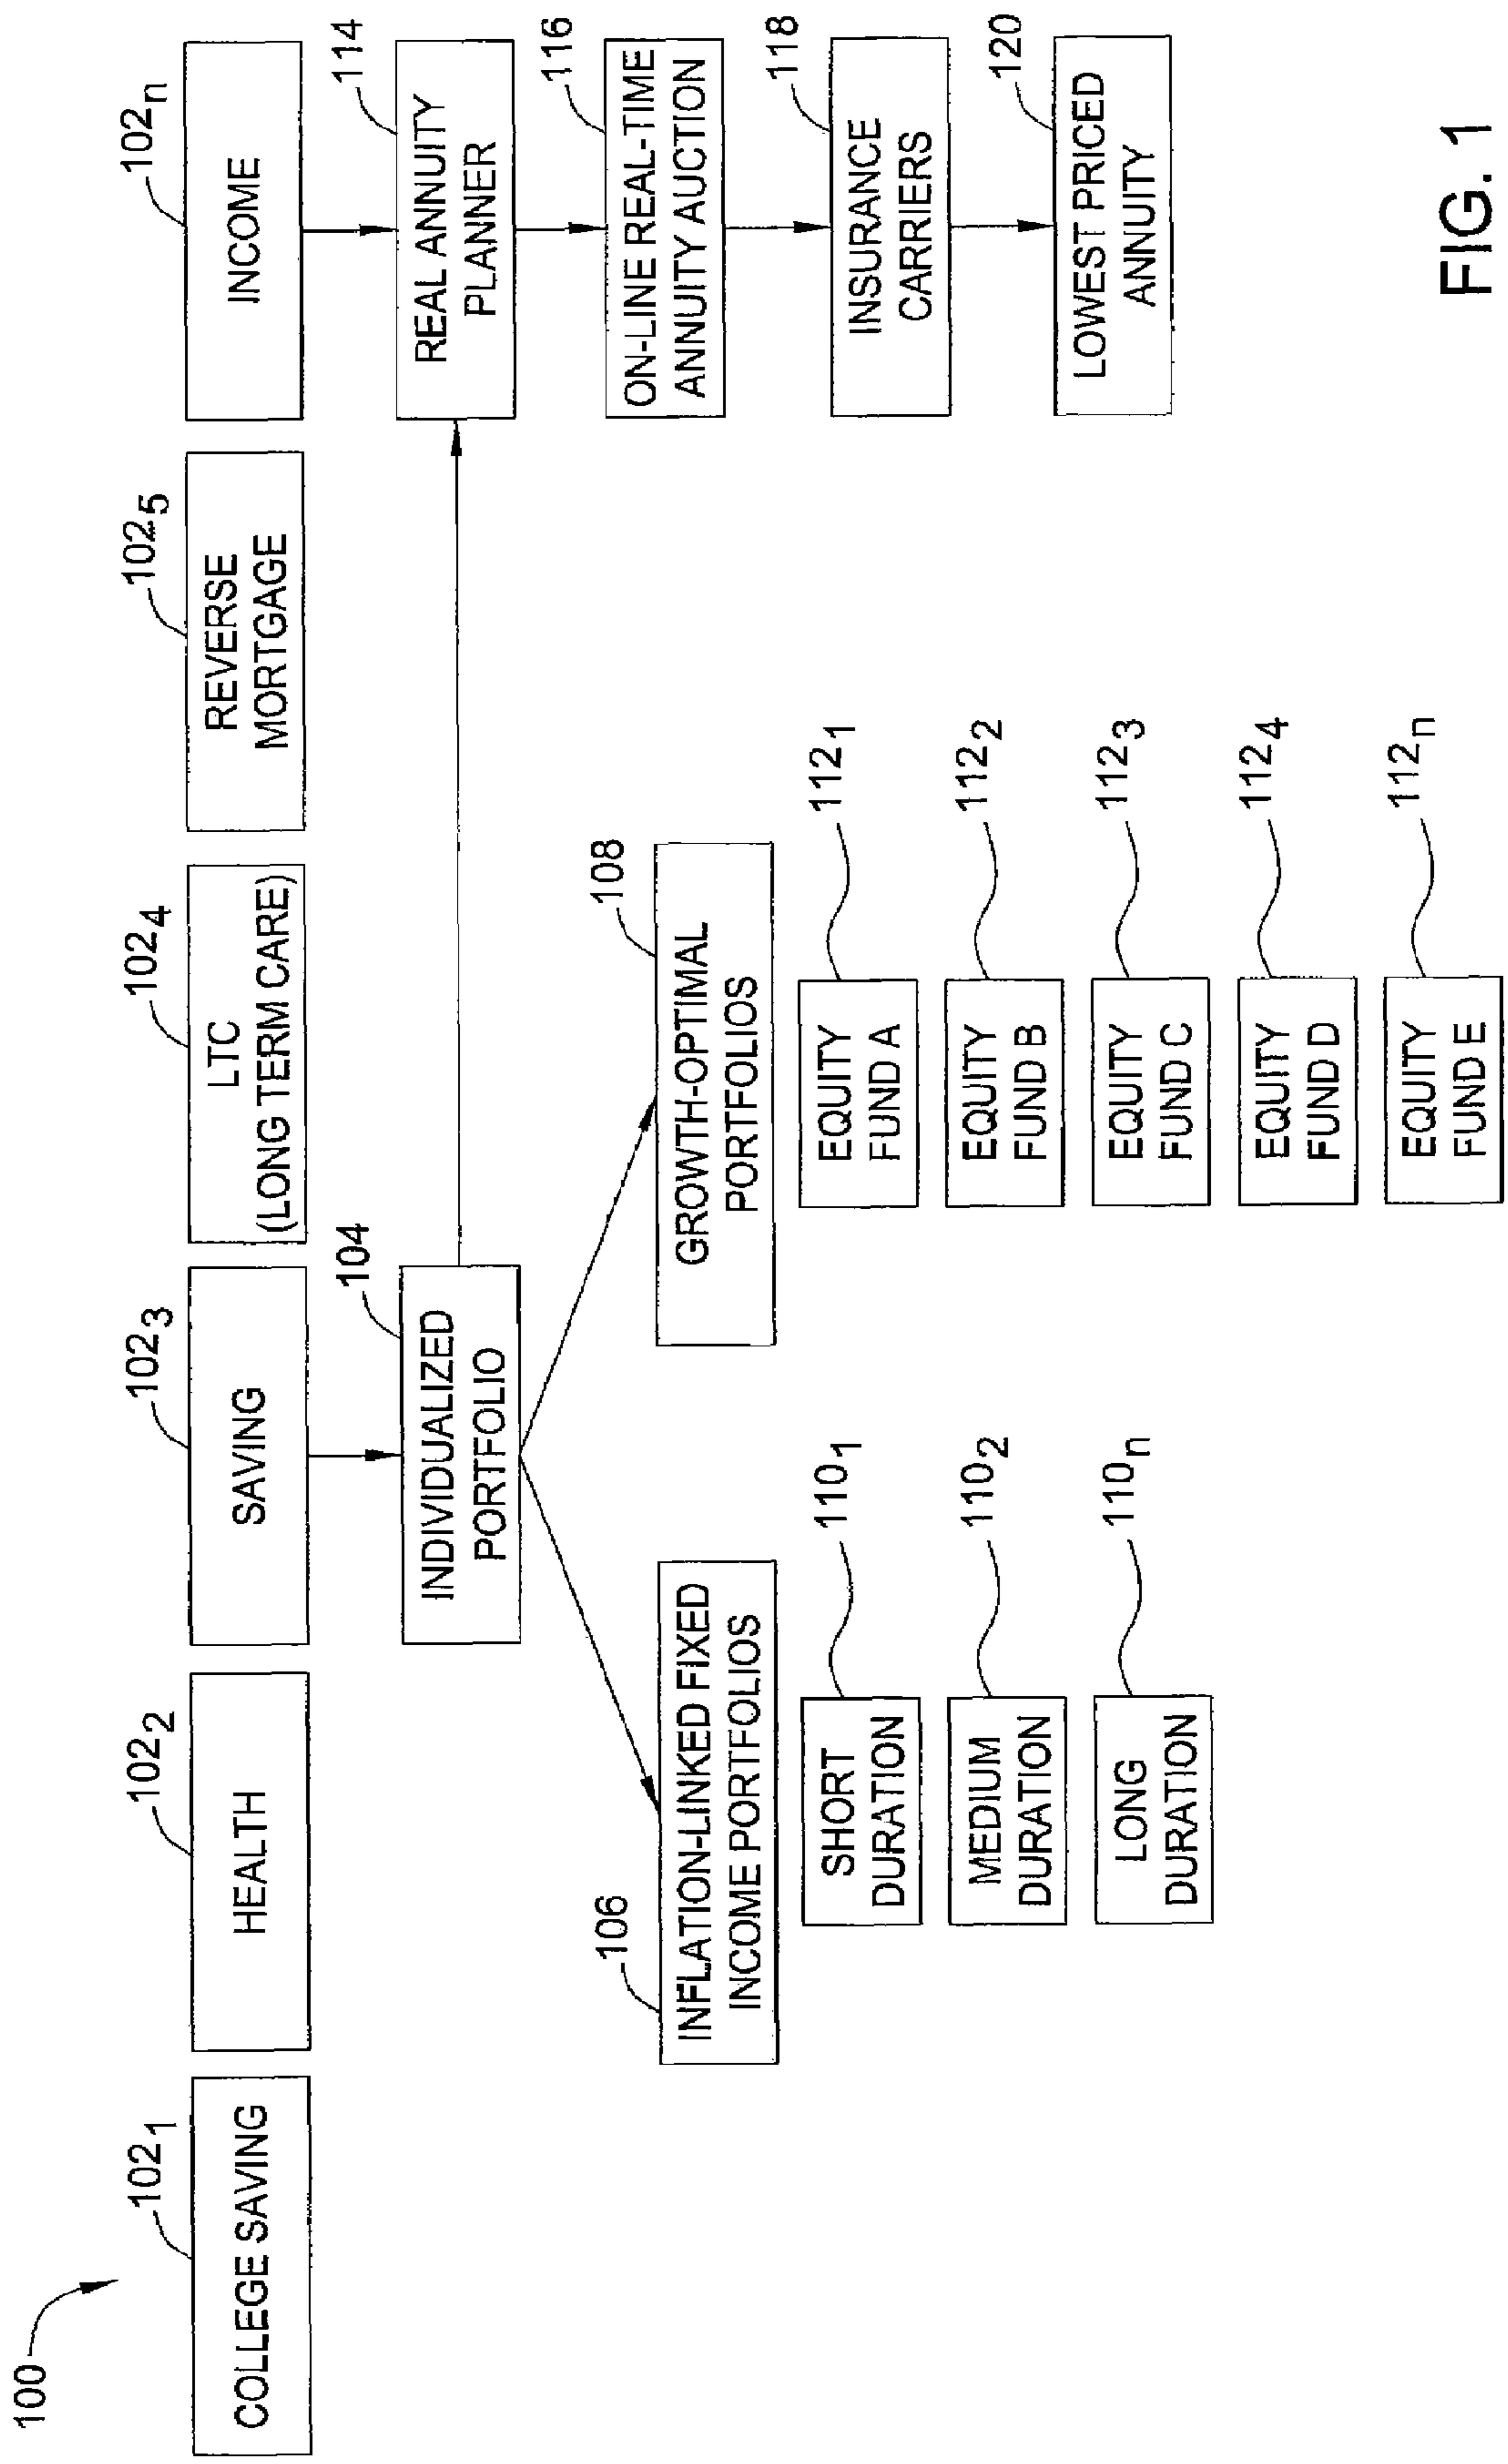 100
102₁
COLLEGE SAVING
102₂
HEALTH
102₃
SAVING
102₄
LTC
(LONG TERM CARE)
102₅
REVERSE
MORTGAGE
102ₙ
INCOME
104
INDIVIDUALIZED
PORTFOLIO
114
REAL ANNUITY
PLANNER
116
ON-LINE REAL-TIME
ANNUITY AUCTION
118
INSURANCE
CARRIERS
120
LOWEST PRICED
ANNUITY
106
INFLATION-LINKED FIXED
INCOME PORTFOLIOS
110₁
SHORT
DURATION
110₂
MEDIUM
DURATION
110ₙ
LONG
DURATION
108
GROWTH-OPTIMAL
PORTFOLIOS
112₁
EQUITY
FUND A
112₂
EQUITY
FUND B
112₃
EQUITY
FUND C
112₄
EQUITY
FUND D
112ₙ
EQUITY
FUND E
FIG. 1